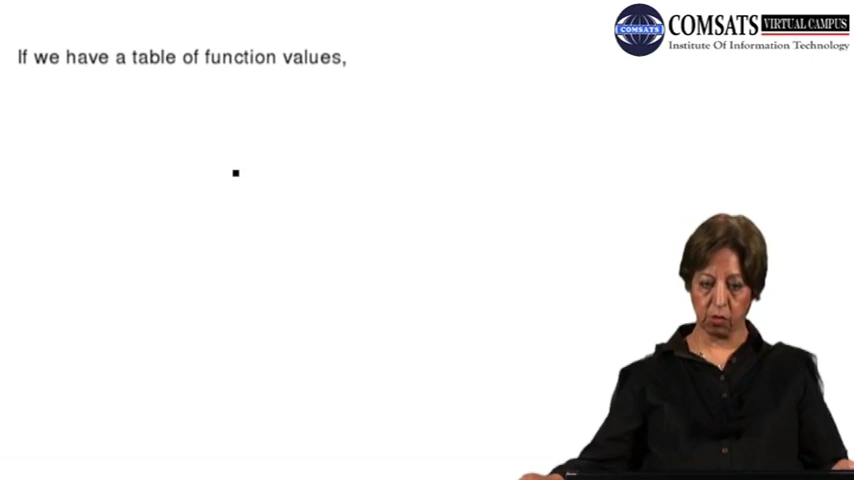 COMSATS VIRTUAL CAMPUS
COMSATS
Institute Of Information Technology
If we have a table of function values,